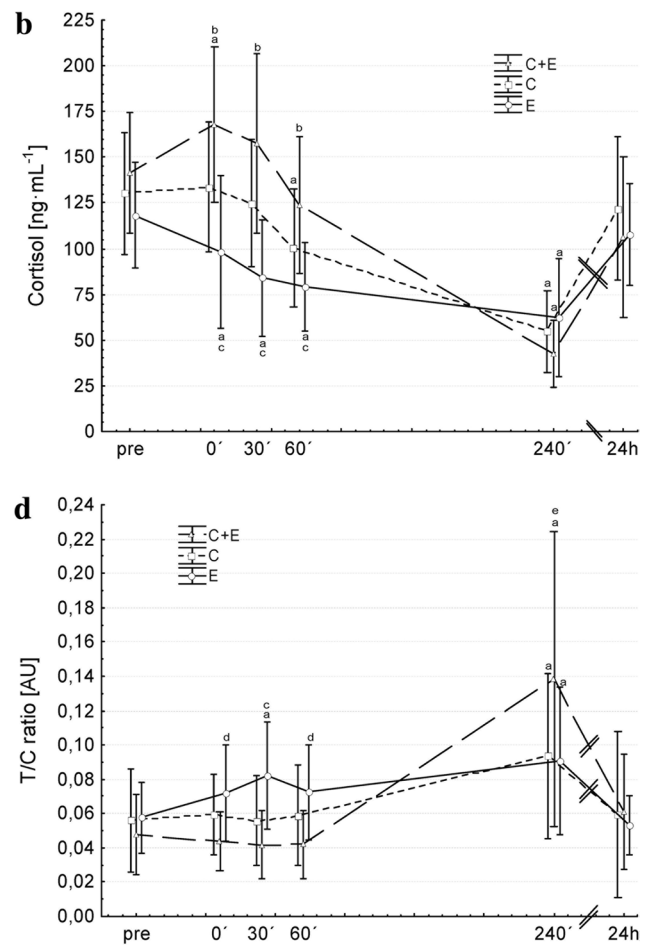 b
225
200
175
150
125
100
75
50
25
0
Cortisol [ng·mL⁻¹]
C+E
C
E
b
a
b
b
a
a
c
a
c
a
c
a
a
a
pre 0´ 30´ 60´ 240´ 24h
d
0,24
0,22
0,20
0,18
0,16
0,14
0,12
0,10
0,08
0,06
0,04
0,02
0,00
T/C ratio [AU]
C+E
C
E
d
c
a
d
e
a
a
a
pre 0´ 30´ 60´ 240´ 24h